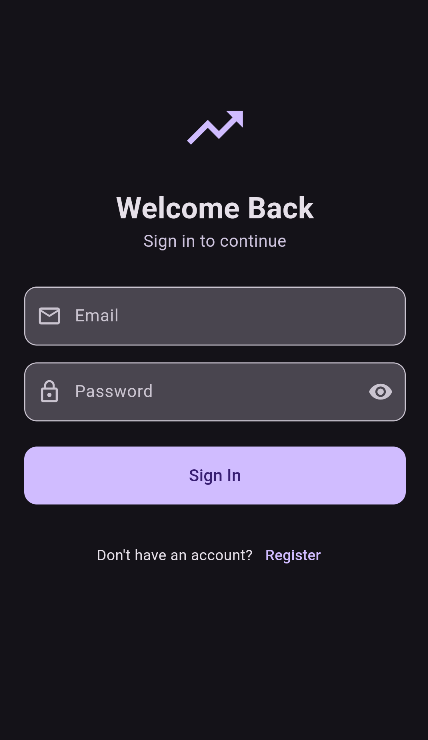 Welcome Back
Sign in to continue
Email
Password
Sign In
Don't have an account? Register